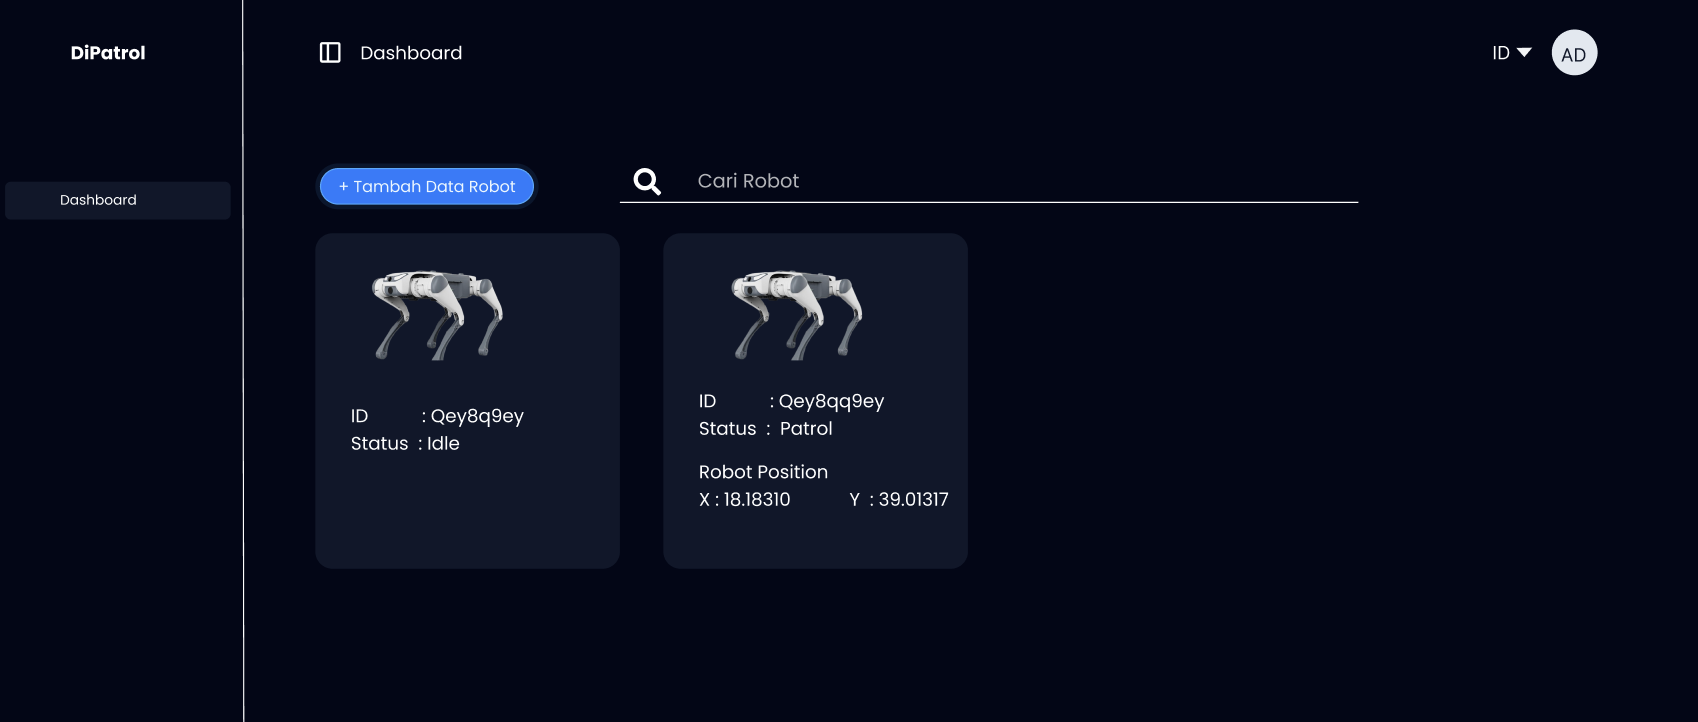 DiPatrol
Dashboard
ID
AD
Dashboard
+ Tambah Data Robot
Cari Robot
ID : Qey8q9ey
Status : Idle
ID : Qey8qq9ey
Status : Patrol
Robot Position
X : 18.18310 Y : 39.01317